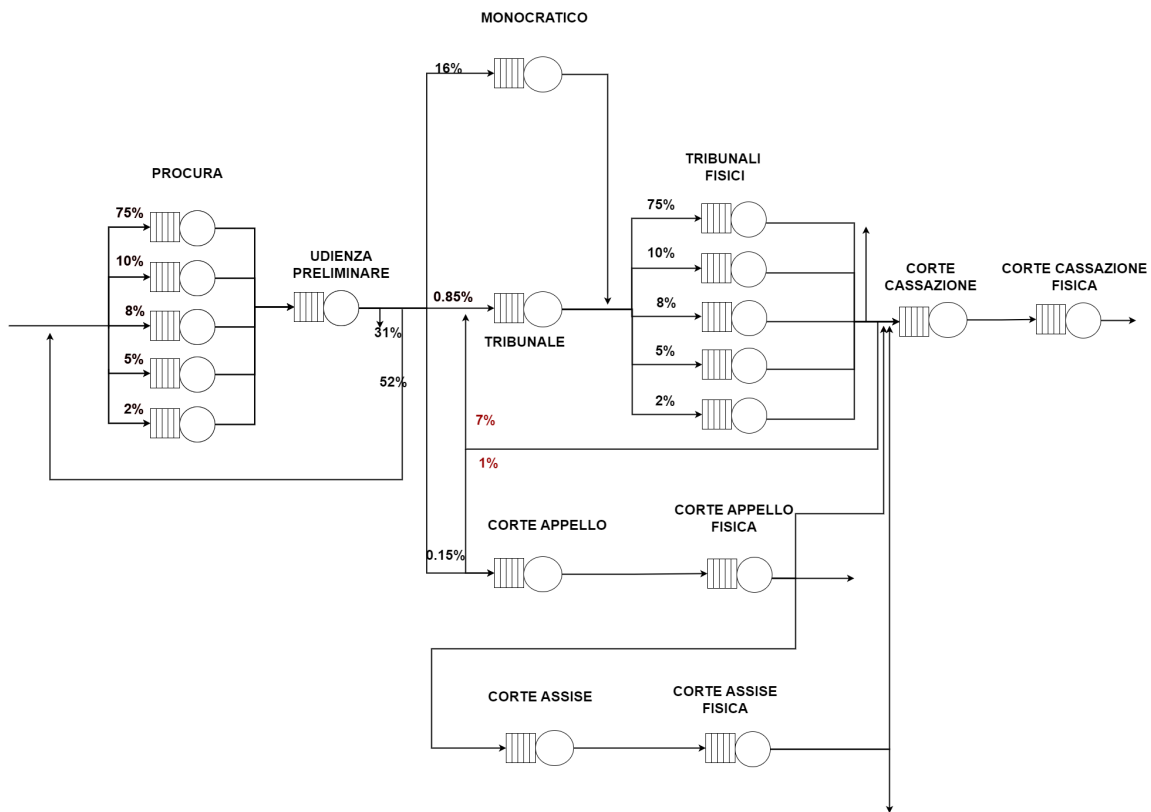 MONOCRATICO
16%
PROCURA
TRIBUNALI
FISICI
75%
10%
8%
5%
2%
UDIENZA
PRELIMINARE
31%
52%
0.85%
TRIBUNALE
75%
10%
8%
5%
2%
CORTE
CASSAZIONE
CORTE CASSAZIONE
FISICA
7%
1%
0.15%
CORTE APPELLO
CORTE APPELLO
FISICA
CORTE ASSISE
CORTE ASSISE
FISICA